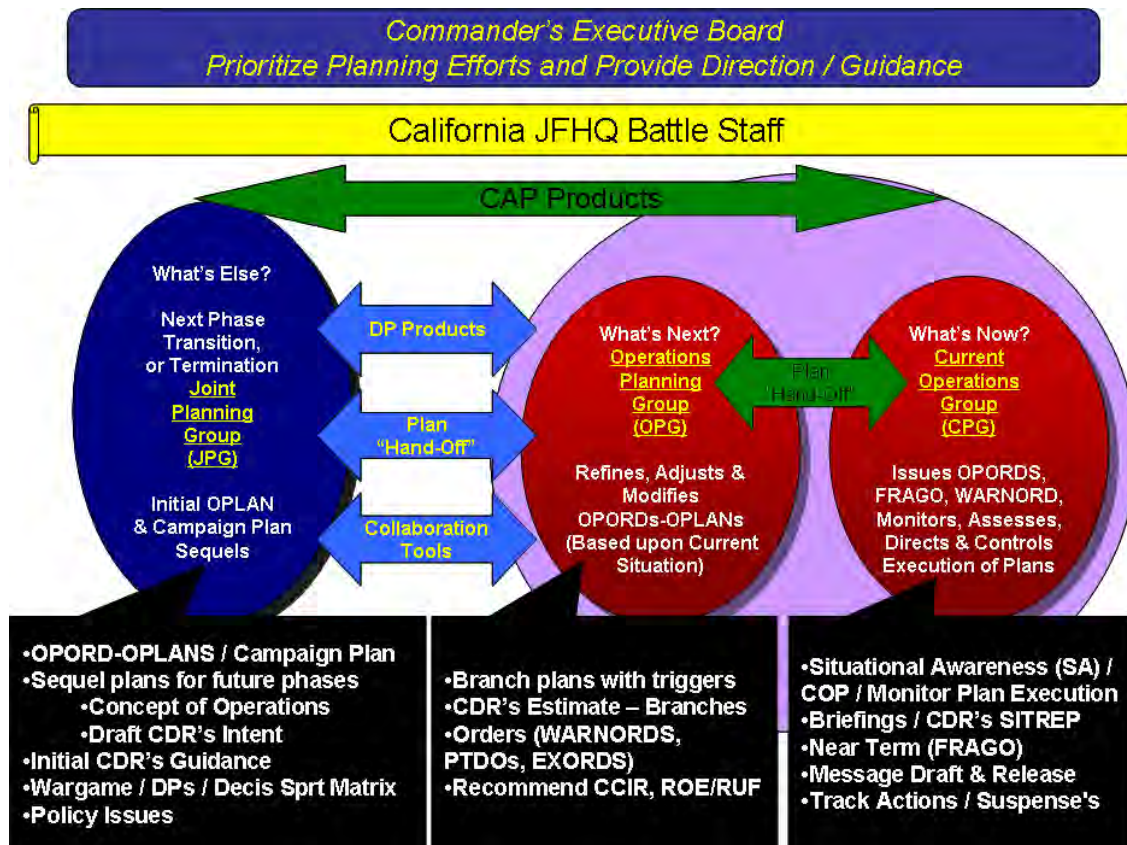 Commander's Executive Board
Prioritize Planning Efforts and Provide Direction / Guidance
California JFHQ Battle Staff
CAP Products
What's Else?
Next Phase
Transition,
or Termination
Joint
Planning
Group
(JPG)
Initial OPLAN
& Campaign Plan
Sequels
DP Products
Plan
“Hand-Off”
Collaboration
Tools
What's Next?
Operations
Planning
Group
(OPG)
Refines, Adjusts &
Modifies
OPORDs-OPLANs
(Based upon Current
Situation)
Plan
“Hand-Off”
What's Now?
Current
Operations
Group
(CPG)
Issues OPORDS,
FRAGO, WARNORD,
Monitors, Assesses,
Directs & Controls
Execution of Plans
•OPORD-OPLANS / Campaign Plan
•Sequel plans for future phases
•Concept of Operations
•Draft CDR's Intent
•Initial CDR's Guidance
•Wargame / DPs / Decis Sprt Matrix
•Policy Issues
•Branch plans with triggers
•CDR's Estimate – Branches
•Orders (WARNORDS,
PTDOs, EXORDS)
•Recommend CCIR, ROE/RUF
•Situational Awareness (SA) /
COP / Monitor Plan Execution
•Briefings / CDR's SITREP
•Near Term (FRAGO)
•Message Draft & Release
•Track Actions / Suspense's